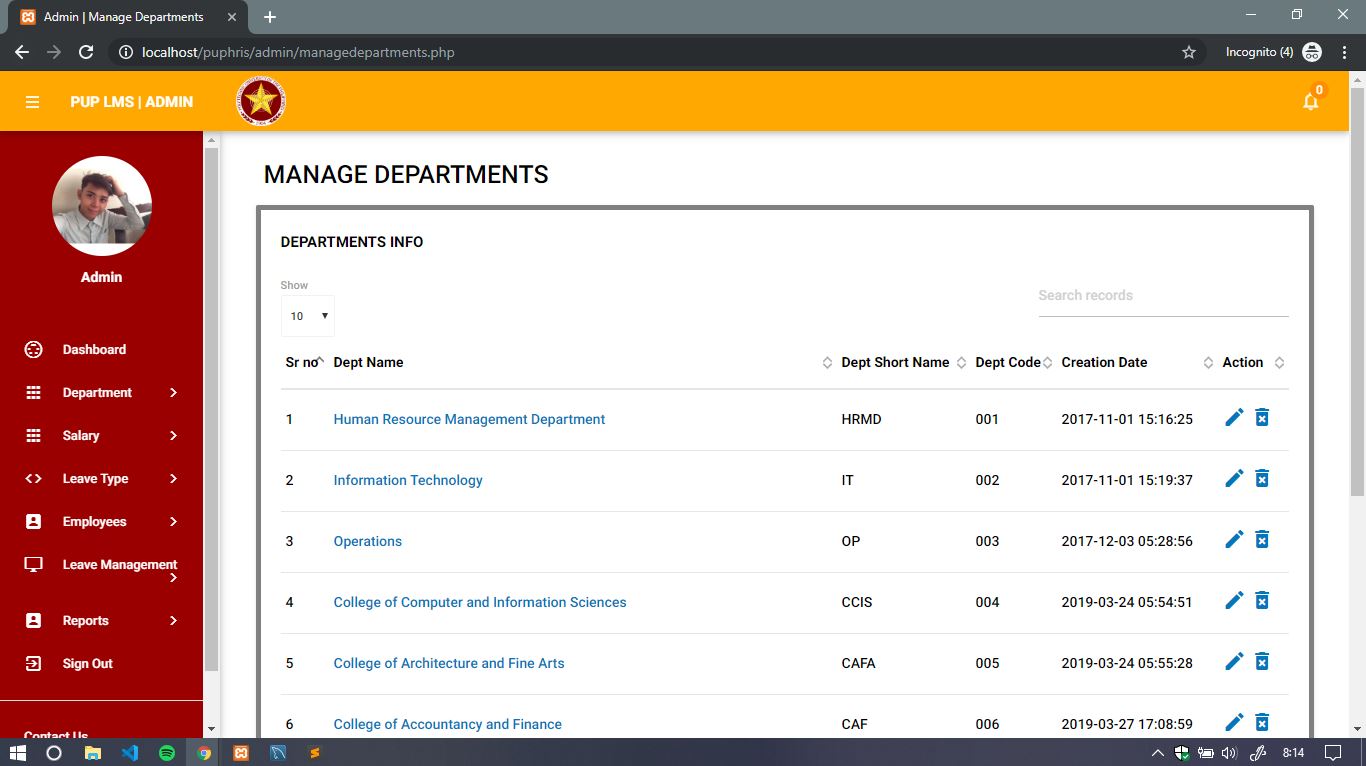 Admin | Manage Departments
localhost/puphris/admin/managedepartments.php
Incognito (4)
PUP LMS | ADMIN
0
Admin
Dashboard
Department
Salary
Leave Type
Employees
Leave Management
Reports
Sign Out
Contact Us
MANAGE DEPARTMENTS
DEPARTMENTS INFO
Show
10
Search records
Sr no Dept Name Dept Short Name Dept Code Creation Date Action
1 Human Resource Management Department HRMD 001 2017-11-01 15:16:25
2 Information Technology IT 002 2017-11-01 15:19:37
3 Operations OP 003 2017-12-03 05:28:56
4 College of Computer and Information Sciences CCIS 004 2019-03-24 05:54:51
5 College of Architecture and Fine Arts CAFA 005 2019-03-24 05:55:28
6 College of Accountancy and Finance CAF 006 2019-03-27 17:08:59
8:14